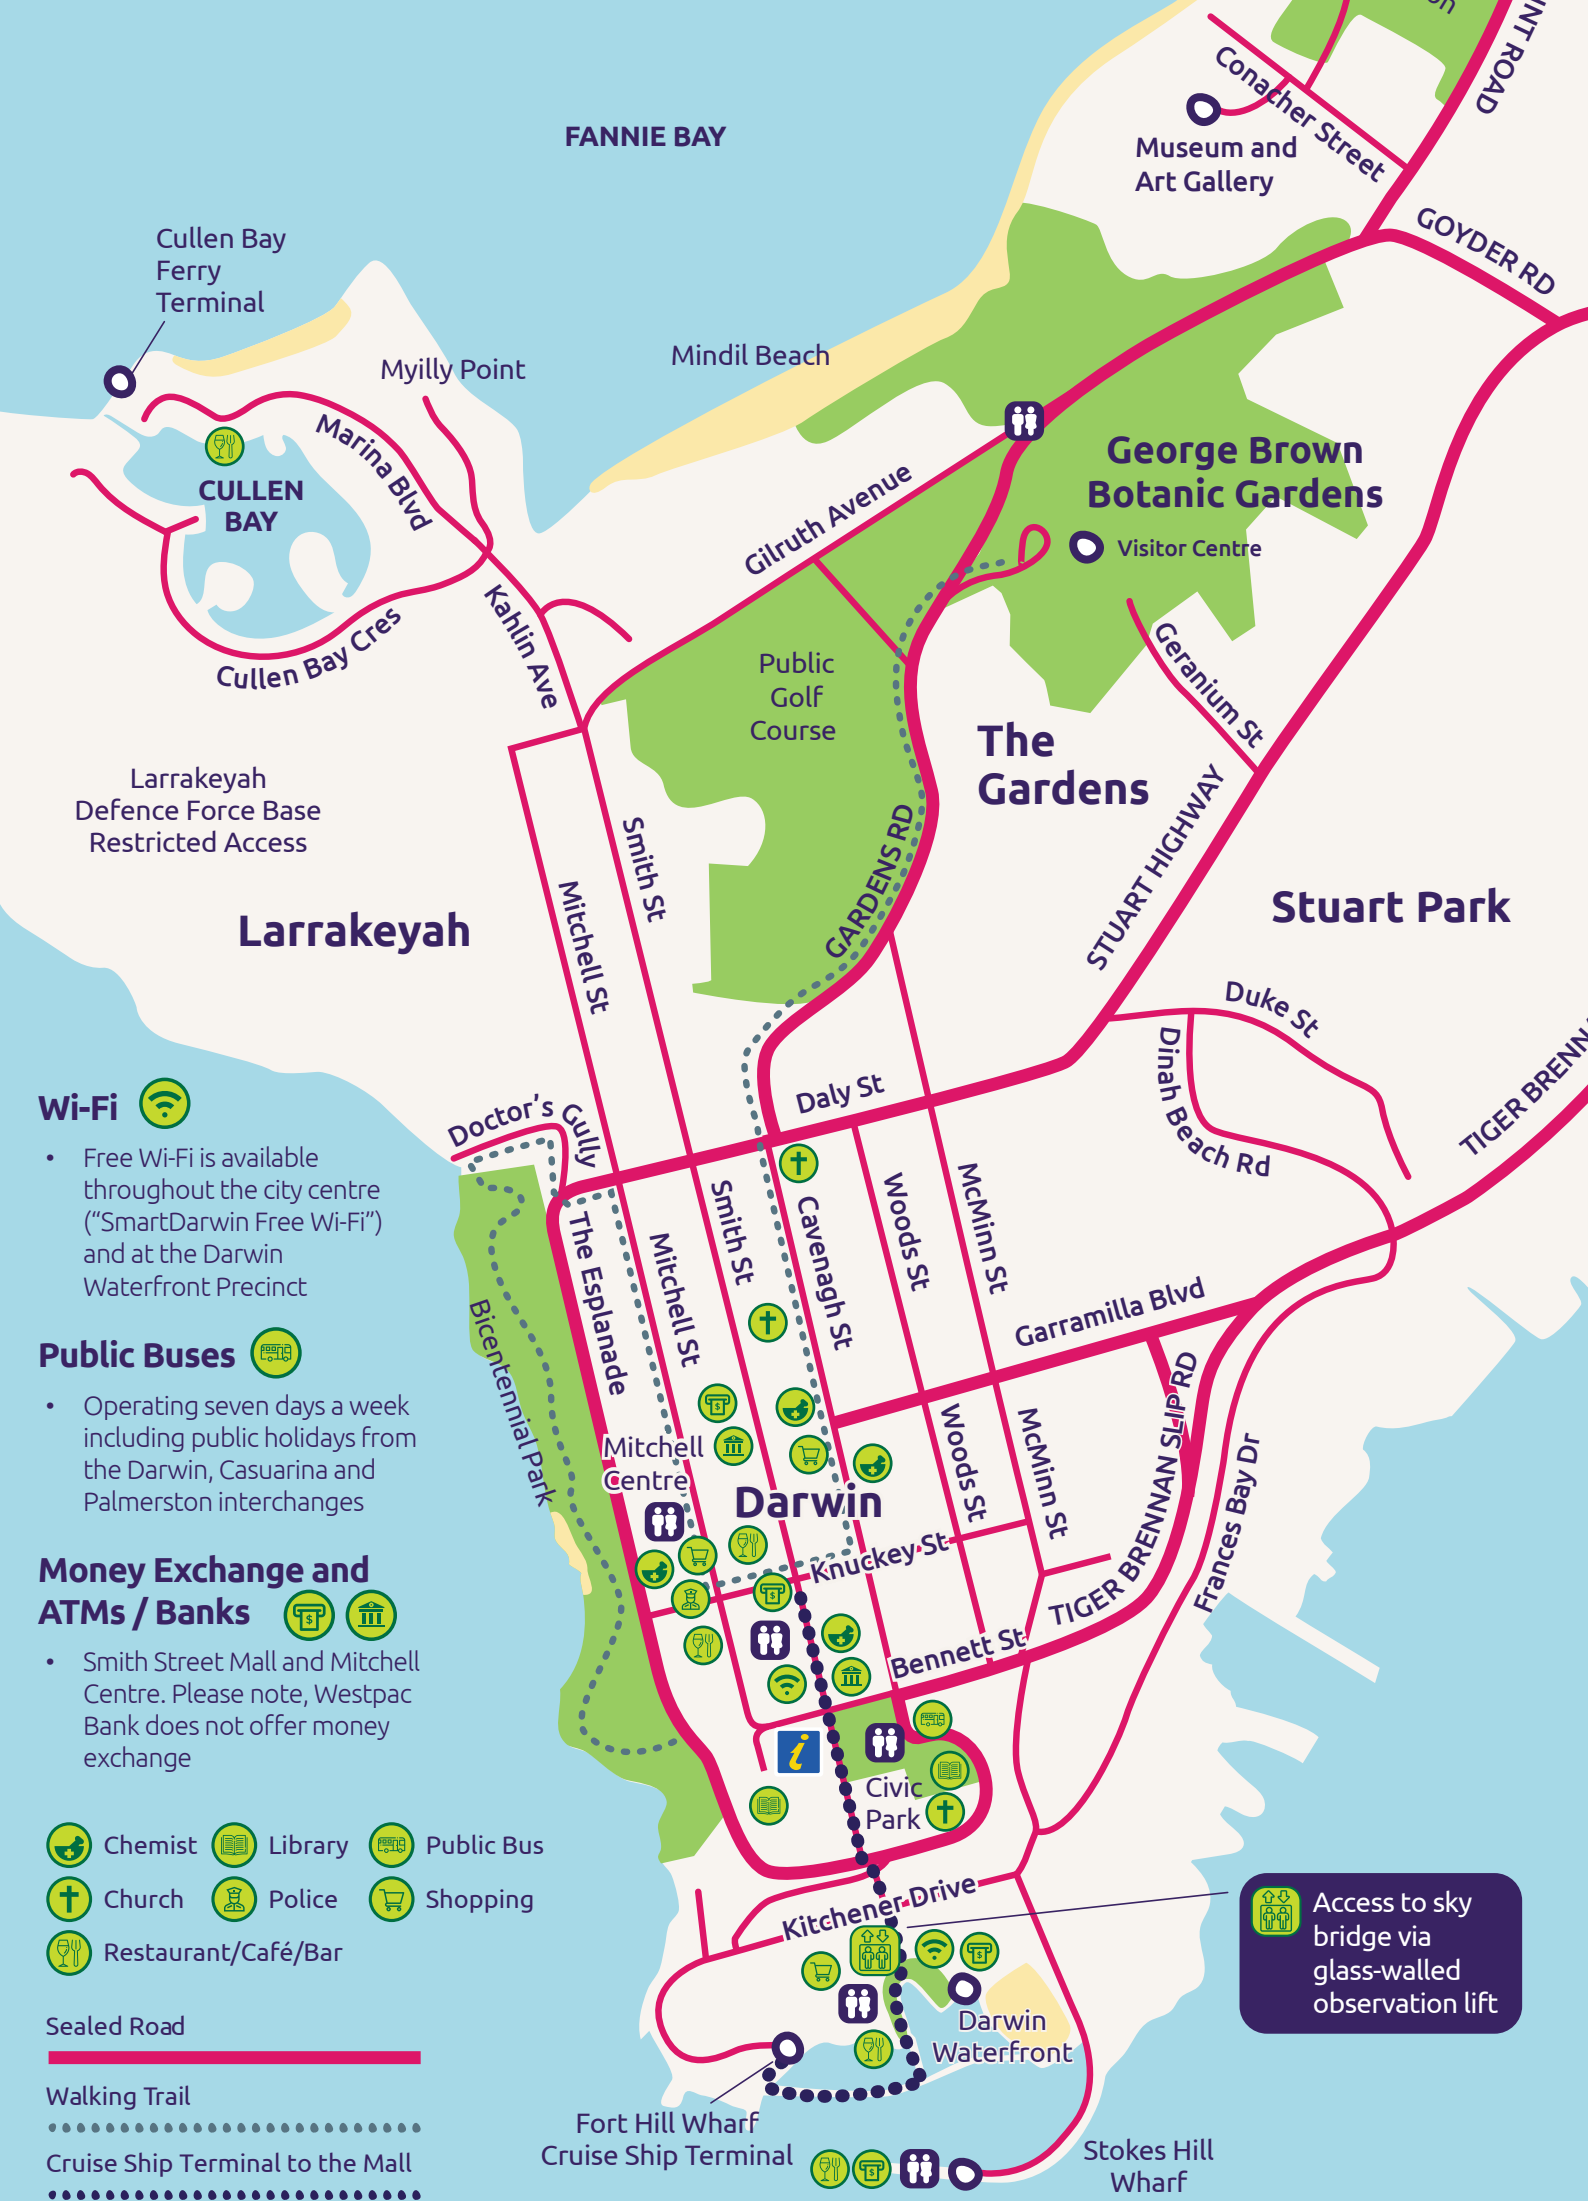 on
INT ROAD
Conacher Street
Museum and
Art Gallery
FANNIE BAY
GOYDER RD
Cullen Bay
Ferry
Terminal
Myilly Point
Mindil Beach
Marina Blvd
CULLEN
BAY
George Brown
Botanic Gardens
Visitor Centre
Gilruth Avenue
Kahlin Ave
Cullen Bay Cres
Geranium St
Public
Golf
Course
The
Gardens
Larrakeyah
Defence Force Base
Restricted Access
Smith St
Mitchell St
GARDENS RD
STUART HIGHWAY
Stuart Park
Larrakeyah
Duke St
Dinah Beach Rd
TIGER BRENN
Daly St
Doctor's Gully
Wi-Fi
• Free Wi-Fi is available
throughout the city centre
(“SmartDarwin Free Wi-Fi”)
and at the Darwin
Waterfront Precinct
The Esplanade
Mitchell St
Smith St
Cavenagh St
Woods St
McMinn St
Garramilla Blvd
Bicentennial Park
Public Buses
• Operating seven days a week
including public holidays from
the Darwin, Casuarina and
Palmerston interchanges
Mitchell
Centre
Darwin
Woods St
McMinn St
TIGER BRENNAN SLIP RD
Frances Bay Dr
Knuckey St
TIGER BRENNAN
Bennett St
Money Exchange and
ATMs / Banks
• Smith Street Mall and Mitchell
Centre. Please note, Westpac
Bank does not offer money
exchange
i
Civic
Park
Chemist
Library
Public Bus
Church
Police
Shopping
Restaurant/Café/Bar
Kitchener Drive
Access to sky
bridge via
glass-walled
observation lift
Darwin
Waterfront
Sealed Road
Walking Trail
Cruise Ship Terminal to the Mall
Fort Hill Wharf
Cruise Ship Terminal
Stokes Hill
Wharf